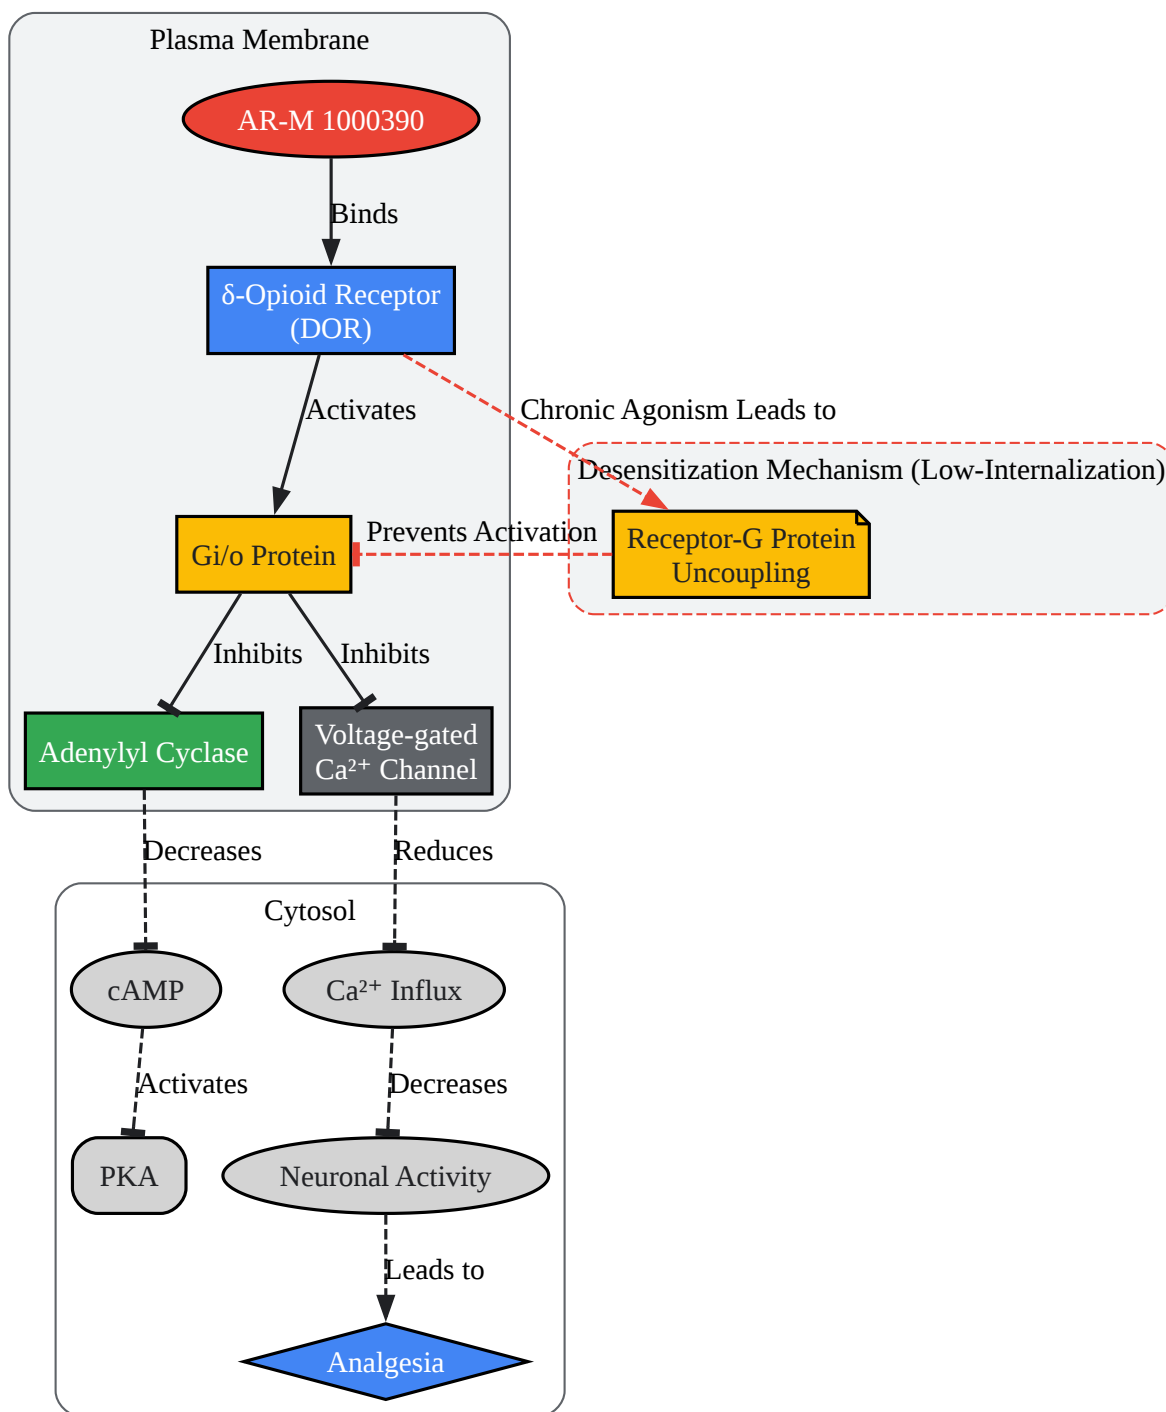 Plasma Membrane
AR-M 1000390
Binds
δ-Opioid Receptor
(DOR)
Activates
Chronic Agonism Leads to
Desensitization Mechanism (Low-Internalization)
Prevents Activation
Gi/o Protein
Receptor-G Protein
Uncoupling
Inhibits
Inhibits
Adenylyl Cyclase
Voltage-gated
Ca²⁺ Channel
Decreases
Reduces
Cytosol
cAMP
Ca²⁺ Influx
Activates
Decreases
PKA
Neuronal Activity
Leads to
Analgesia